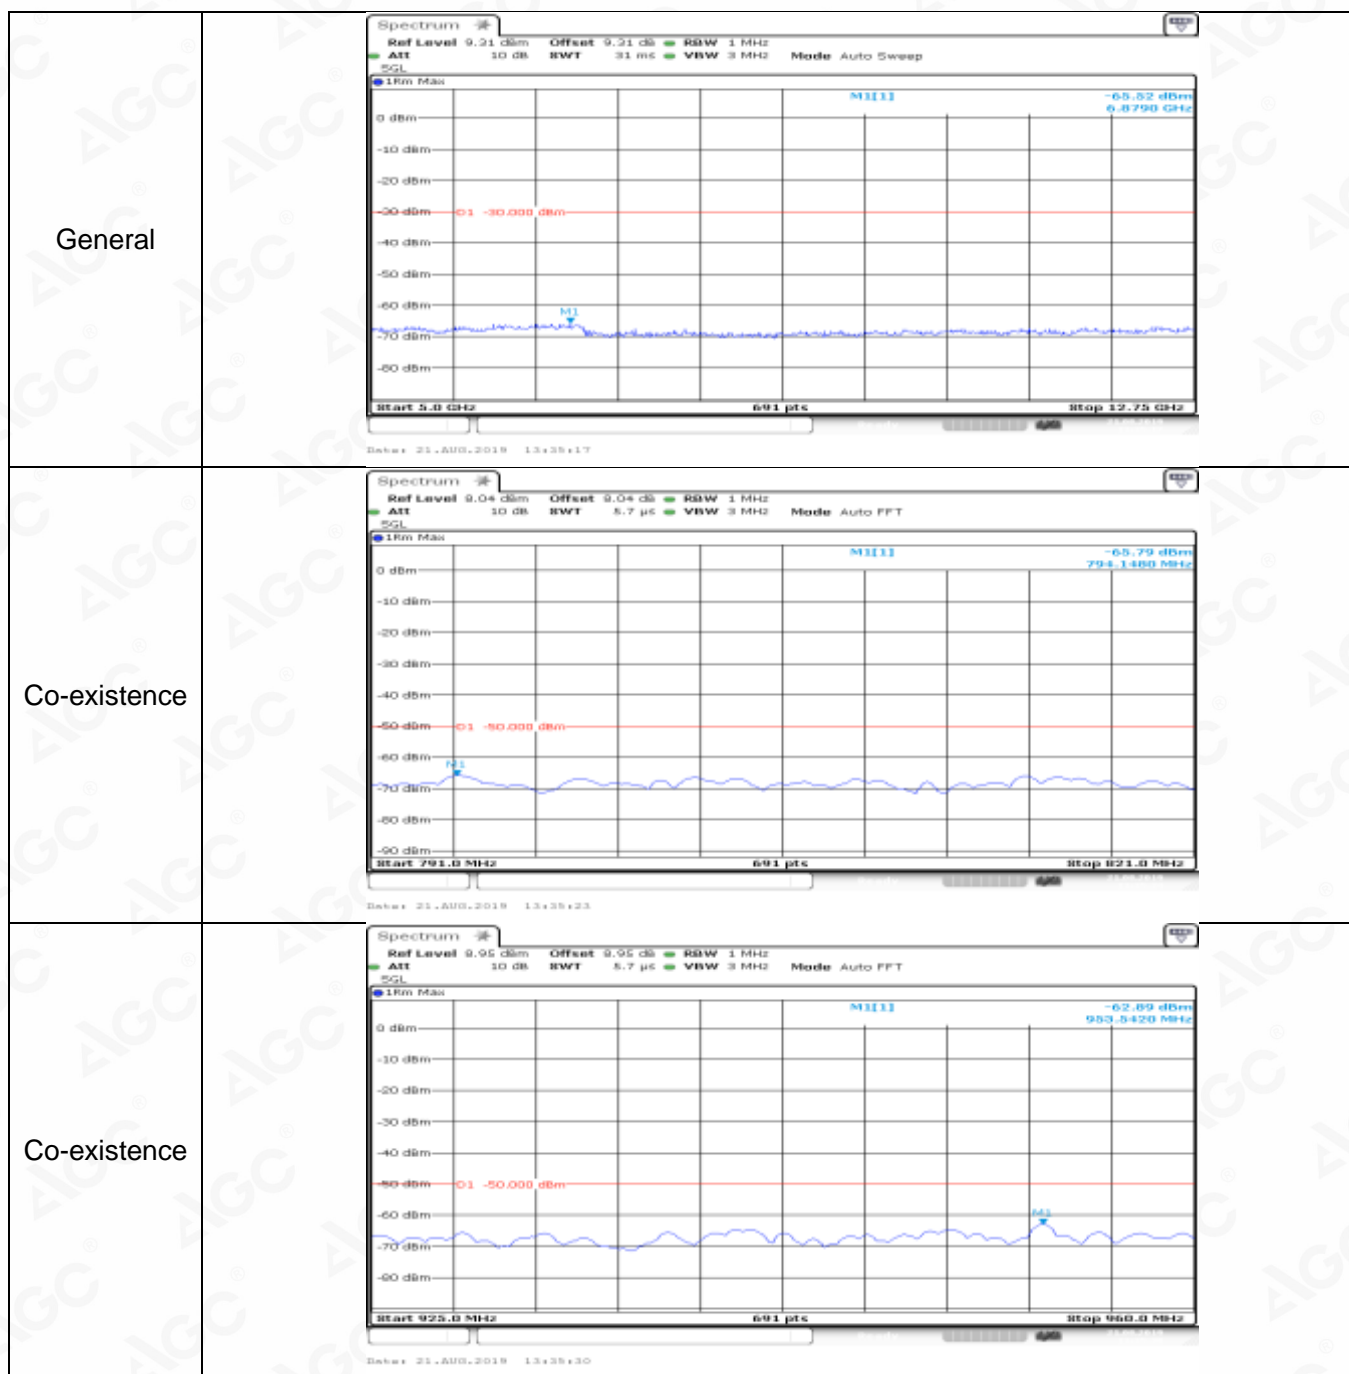 General
Spectrum
Ref Level 9.31 dBm Offset 9.31 dB RBW 1 MHz
Att 10 dB SWT 31 ms VBW 3 MHz Mode Auto Sweep
SGL
1Rm Max
M1[1] -65.52 dBm
6.8790 GHz
0 dBm
-10 dBm
-20 dBm
-30 dBm D1 -30.000 dBm
-40 dBm
-50 dBm
-60 dBm
M1
-70 dBm
-80 dBm
Start 5.0 GHz 691 pts Stop 12.75 GHz
Date: 21.AUG.2019 13:35:17
Co-existence
Spectrum
Ref Level 8.04 dBm Offset 8.04 dB RBW 1 MHz
Att 10 dB SWT 5.7 µs VBW 3 MHz Mode Auto FFT
SGL
1Rm Max
M1[1] -65.79 dBm
794.1480 MHz
0 dBm
-10 dBm
-20 dBm
-30 dBm
-40 dBm
-50 dBm D1 -50.000 dBm
-60 dBm
M1
-70 dBm
-80 dBm
-90 dBm
Start 791.0 MHz 691 pts Stop 821.0 MHz
Date: 21.AUG.2019 13:35:23
Co-existence
Spectrum
Ref Level 8.95 dBm Offset 8.95 dB RBW 1 MHz
Att 10 dB SWT 5.7 µs VBW 3 MHz Mode Auto FFT
SGL
1Rm Max
M1[1] -62.89 dBm
953.5420 MHz
0 dBm
-10 dBm
-20 dBm
-30 dBm
-40 dBm
-50 dBm D1 -50.000 dBm
-60 dBm
M1
-70 dBm
-80 dBm
Start 925.0 MHz 691 pts Stop 960.0 MHz
Date: 21.AUG.2019 13:35:30